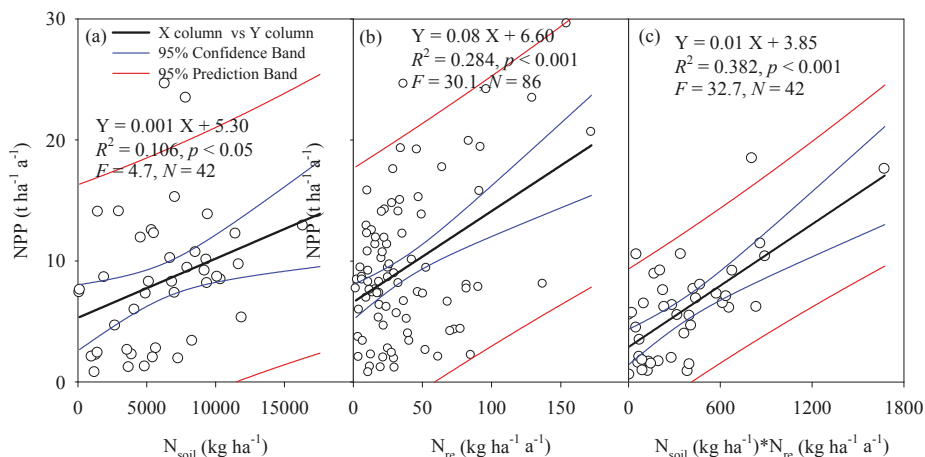 (a)
X column vs Y column
95% Confidence Band
95% Prediction Band
Y = 0.001 X + 5.30
R² = 0.106, p < 0.05
F = 4.7, N = 42
(b)
Y = 0.08 X + 6.60
R² = 0.284, p < 0.001
F = 30.1, N = 86
(c)
Y = 0.01 X + 3.85
R² = 0.382, p < 0.001
F = 32.7, N = 42
30
20
10
0
NPP (t ha⁻¹ a⁻¹)
NPP (t ha⁻¹ a⁻¹)
0 5000 10000 15000
0 50 100 150
0 600 1200 1800
N_soil (kg ha⁻¹)
N_re (kg ha⁻¹ a⁻¹)
N_soil (kg ha⁻¹)*N_re (kg ha⁻¹ a⁻¹)